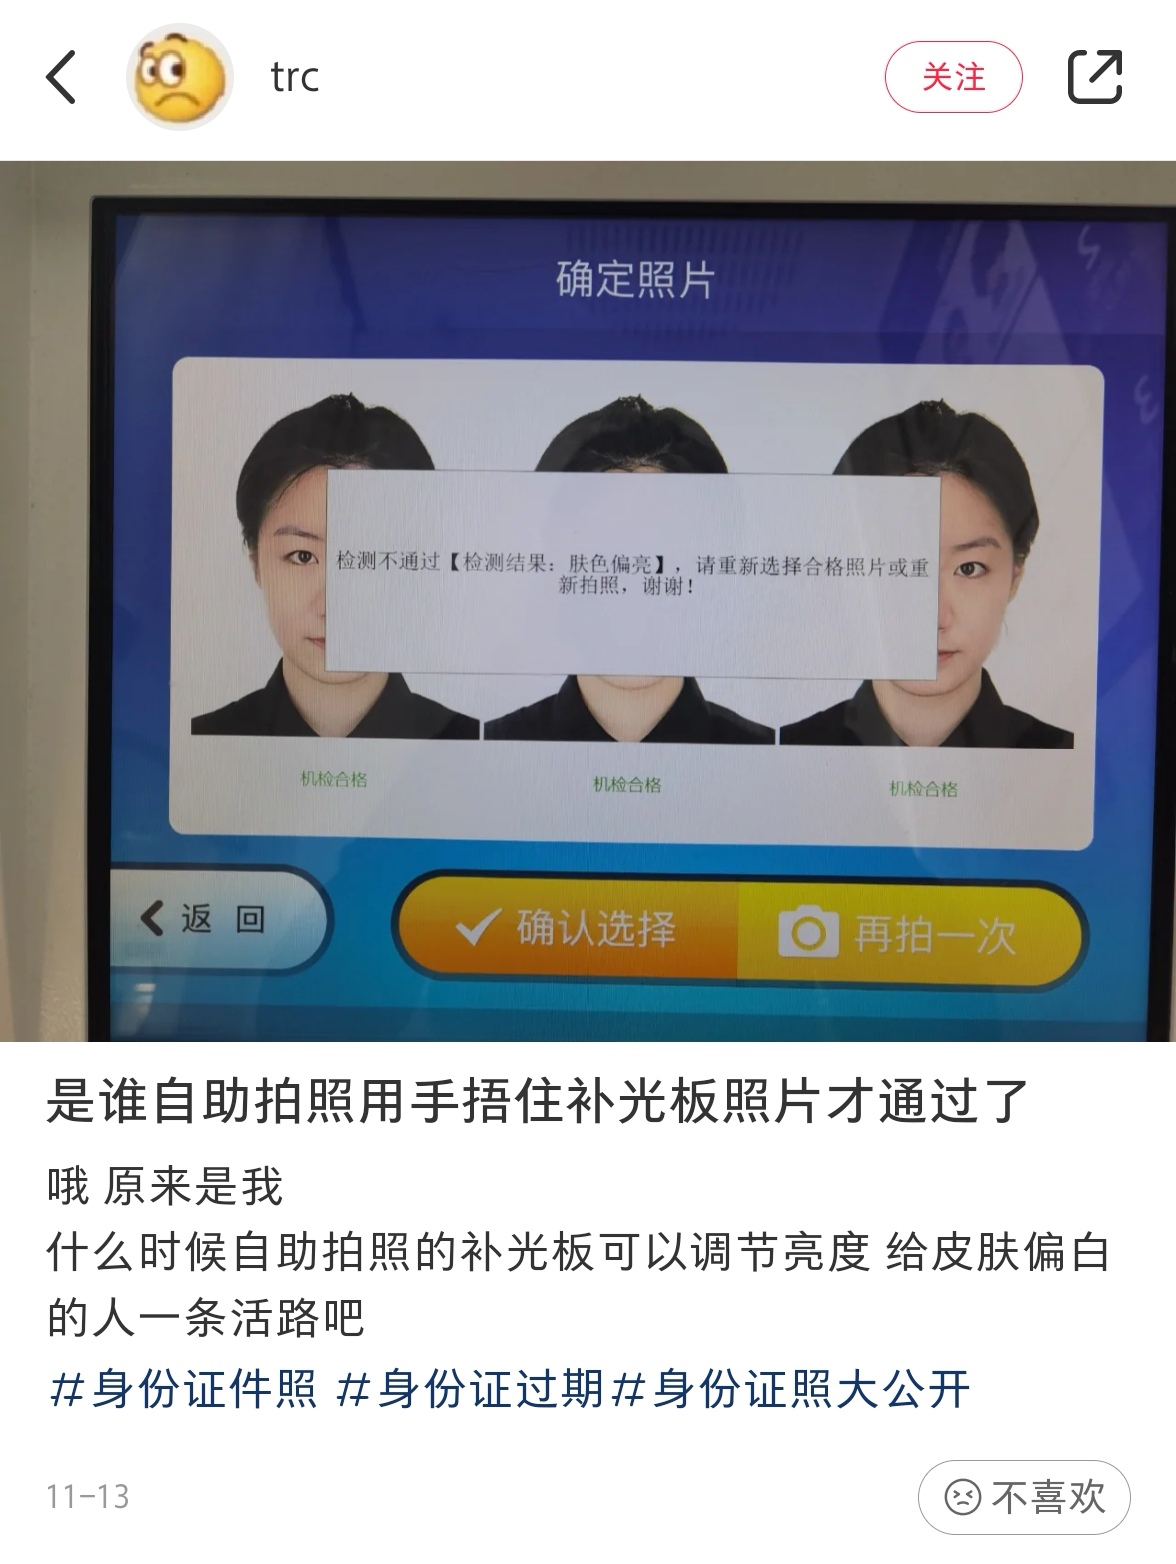 trc
关注
确定照片
检测不通过【检测结果：肤色偏亮】，请重新选择合格照片或重
新拍照，谢谢！
机检合格 机检合格 机检合格
返 回 确认选择 再拍一次
是谁自助拍照用手捂住补光板照片才通过了
哦 原来是我
什么时候自助拍照的补光板可以调节亮度 给皮肤偏白
的人一条活路吧
#身份证件照 #身份证过期#身份证照大公开
11-13
不喜欢